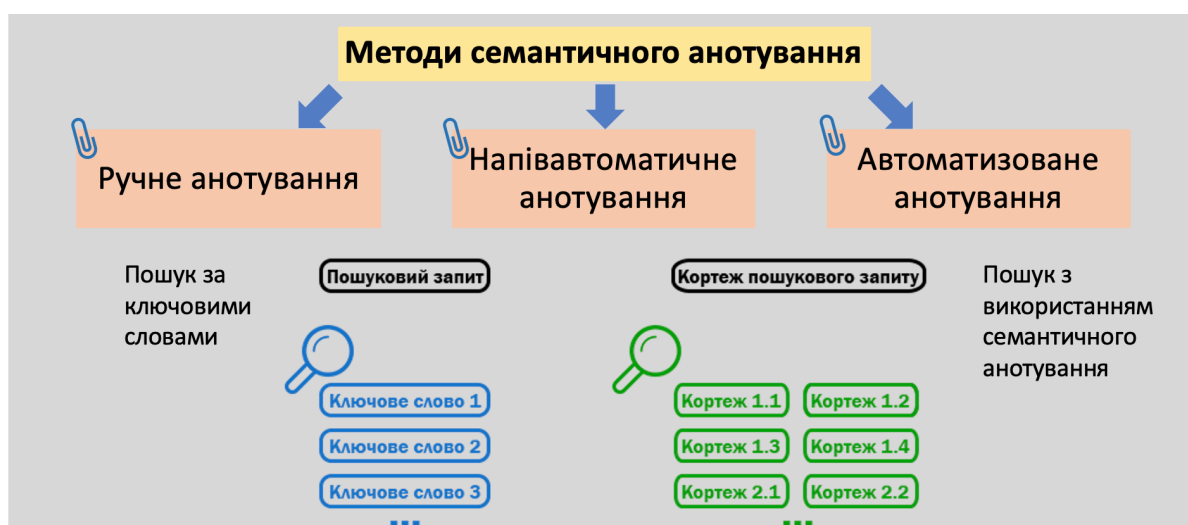 Методи семантичного анотування
Ручне анотування
Напівавтоматичне
анотування
Автоматизоване
анотування
Пошук за
ключовими
словами
Пошуковий запит
Ключове слово 1
Ключове слово 2
Ключове слово 3
Кортеж пошукового запиту
Кортеж 1.1 Кортеж 1.2
Кортеж 1.3 Кортеж 1.4
Кортеж 2.1 Кортеж 2.2
Пошук з
використанням
семантичного
анотування